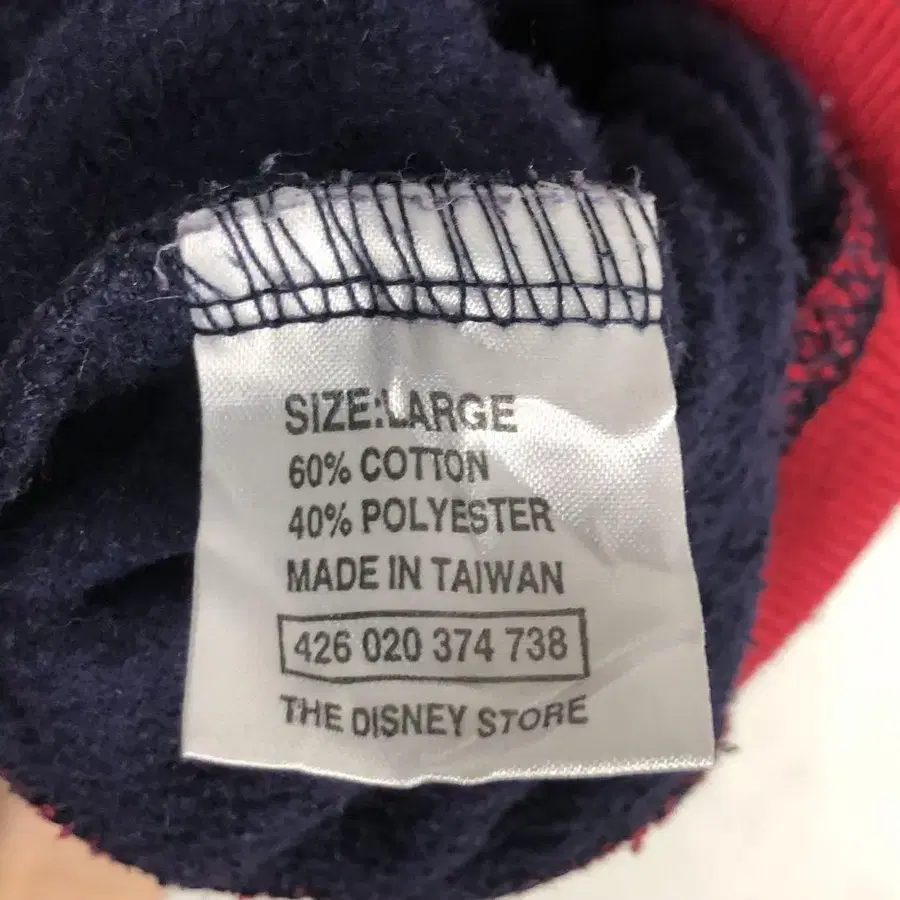 SIZE:LARGE
60% COTTON
40% POLYESTER
MADE IN TAIWAN
426 020 374 738
THE DISNEY STORE